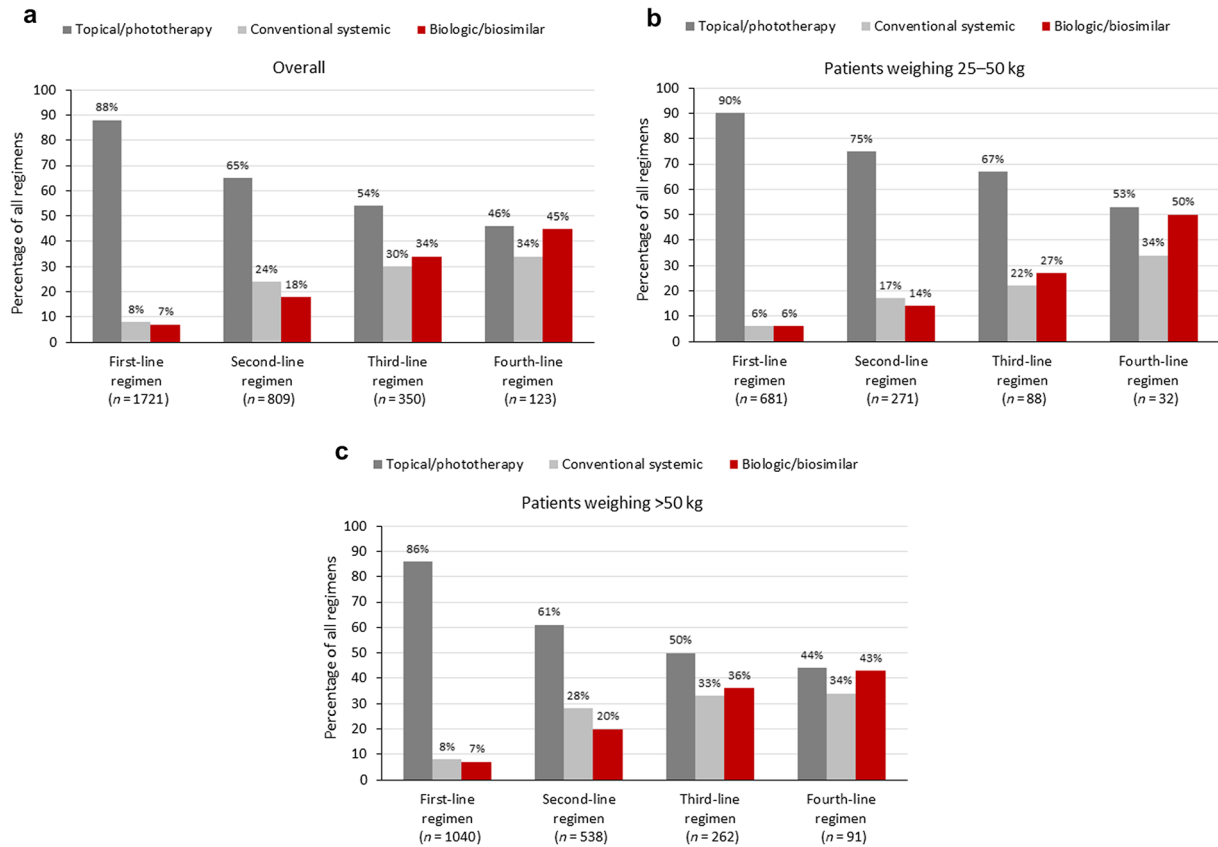 a
Topical/phototherapy Conventional systemic Biologic/biosimilar
Overall
Percentage of all regimens
100
90
80
70
60
50
40
30
20
10
0
88%
8%
7%
65%
24%
18%
54%
30%
34%
46%
34%
45%
First-line regimen (n = 1721)
Second-line regimen (n = 809)
Third-line regimen (n = 350)
Fourth-line regimen (n = 123)
b
Topical/phototherapy Conventional systemic Biologic/biosimilar
Patients weighing 25–50 kg
Percentage of all regimens
100
90
80
70
60
50
40
30
20
10
0
90%
6%
6%
75%
17%
14%
67%
22%
27%
53%
34%
50%
First-line regimen (n = 681)
Second-line regimen (n = 271)
Third-line regimen (n = 88)
Fourth-line regimen (n = 32)
c
Topical/phototherapy Conventional systemic Biologic/biosimilar
Patients weighing >50 kg
Percentage of all regimens
100
90
80
70
60
50
40
30
20
10
0
86%
8%
7%
61%
28%
20%
50%
33%
36%
44%
34%
43%
First-line regimen (n = 1040)
Second-line regimen (n = 538)
Third-line regimen (n = 262)
Fourth-line regimen (n = 91)